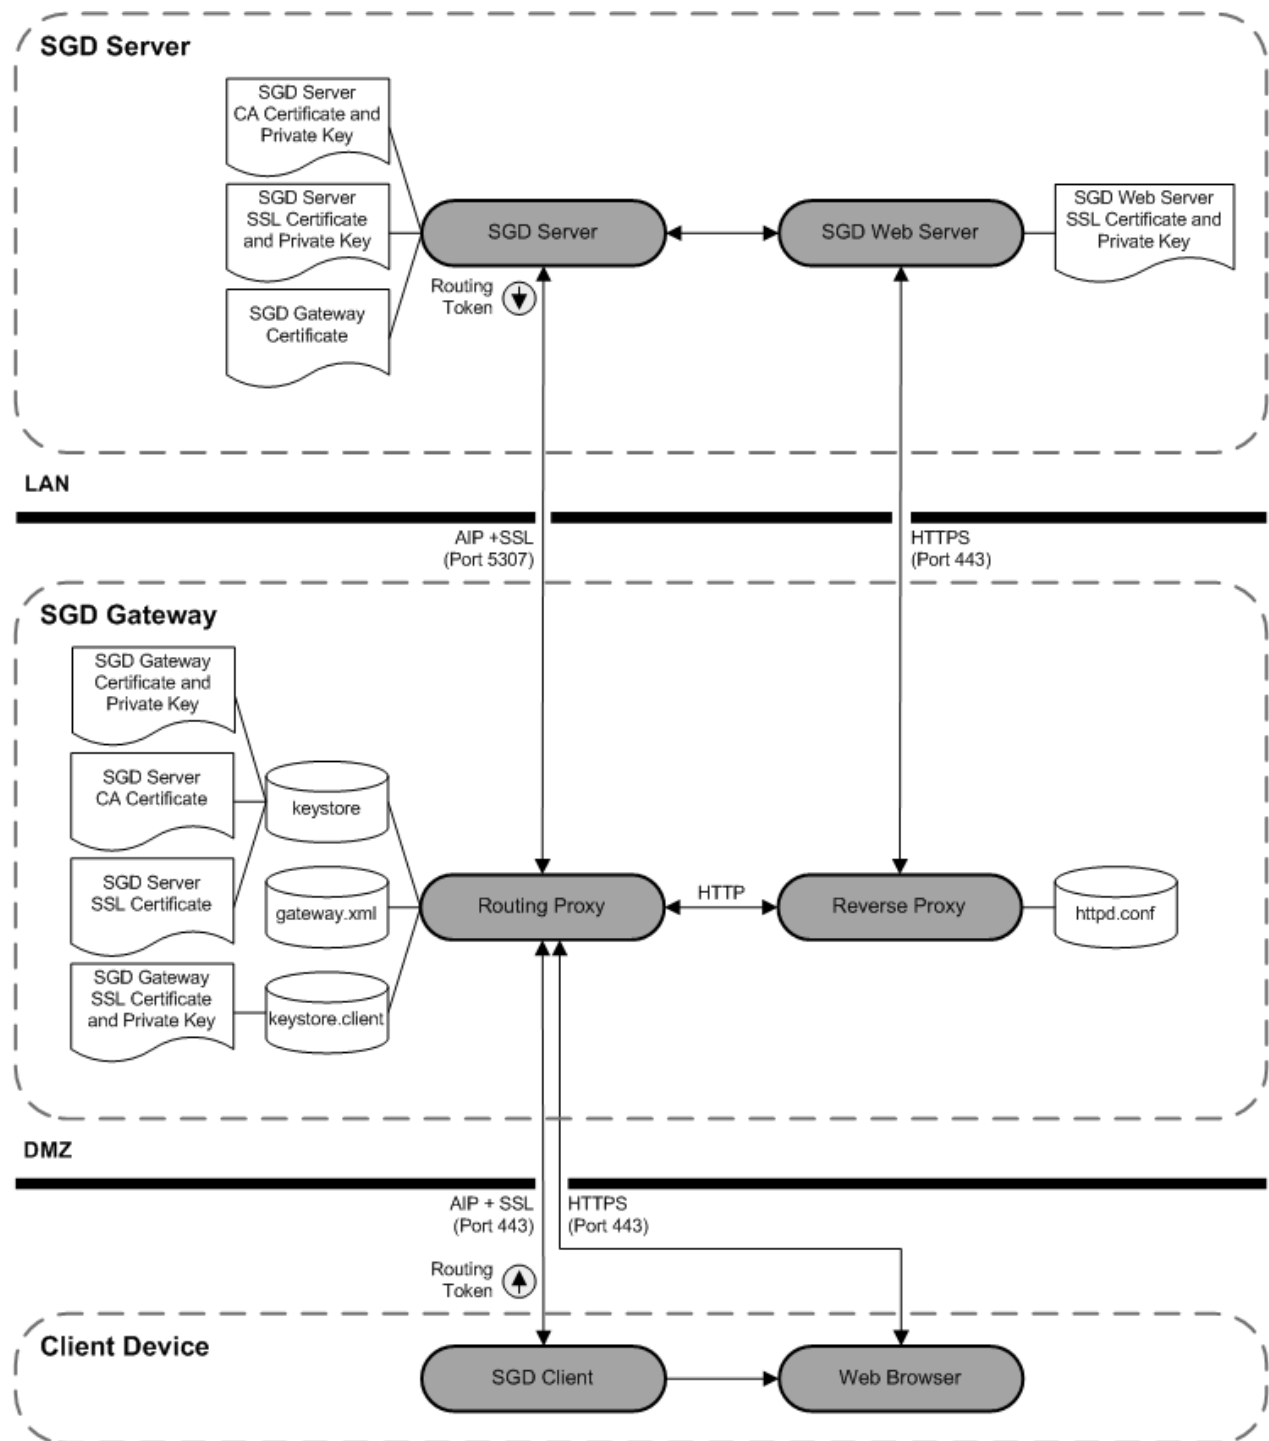 SGD Server
SGD Server
CA Certificate and
Private Key
SGD Server
SSL Certificate
and Private Key
SGD Gateway
Certificate
SGD Server
SGD Web Server
SGD Web Server
SSL Certificate and
Private Key
Routing
Token
LAN
AIP +SSL
(Port 5307)
HTTPS
(Port 443)
SGD Gateway
SGD Gateway
Certificate and
Private Key
SGD Server
CA Certificate
SGD Server
SSL Certificate
SGD Gateway
SSL Certificate
and Private Key
keystore
gateway.xml
keystore.client
Routing Proxy
HTTP
Reverse Proxy
httpd.conf
DMZ
AIP + SSL
(Port 443)
HTTPS
(Port 443)
Routing
Token
Client Device
SGD Client
Web Browser